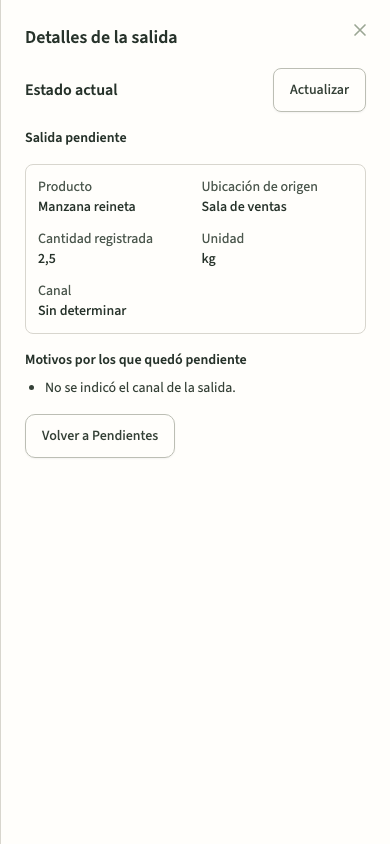 Detalles de la salida
Estado actual
Actualizar
Salida pendiente
Producto
Manzana reineta
Ubicación de origen
Sala de ventas
Cantidad registrada
2,5
Unidad
kg
Canal
Sin determinar
Motivos por los que quedó pendiente
• No se indicó el canal de la salida.
Volver a Pendientes